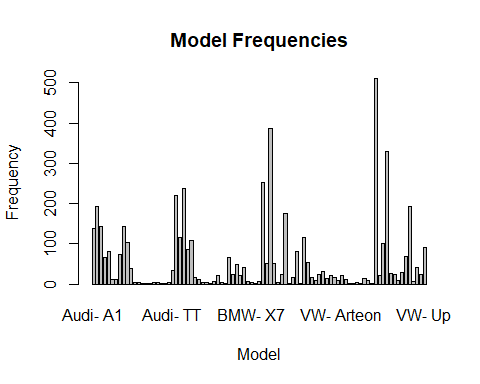 Model Frequencies
500
400
300
200
100
0
Frequency
Audi- A1 Audi- TT BMW- X7 VW- Arteon VW- Up
Model